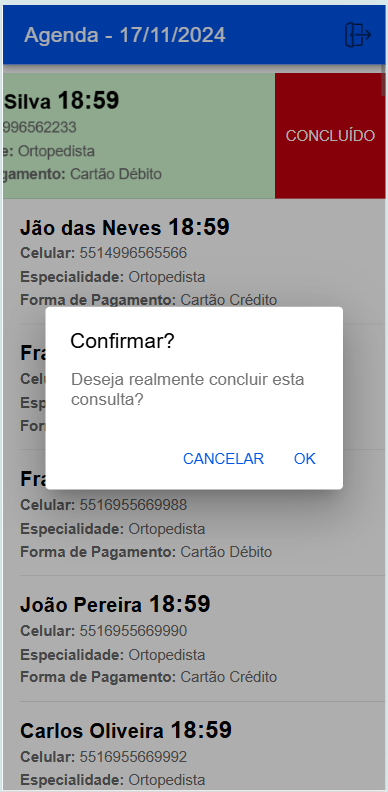 Agenda - 17/11/2024
Silva 18:59
996562233
e: Ortopedista
gamento: Cartão Débito
CONCLUÍDO
Jão das Neves 18:59
Celular: 5514996565566
Especialidade: Ortopedista
Forma de Pagamento: Cartão Crédito
Confirmar?
Deseja realmente concluir esta
consulta?
CANCELAR OK
Fra
Celu
Esp
For
Fra
Celular: 5516955669988
Especialidade: Ortopedista
Forma de Pagamento: Cartão Débito
João Pereira 18:59
Celular: 5516955669990
Especialidade: Ortopedista
Forma de Pagamento: Cartão Crédito
Carlos Oliveira 18:59
Celular: 5516955669992
Especialidade: Ortopedista